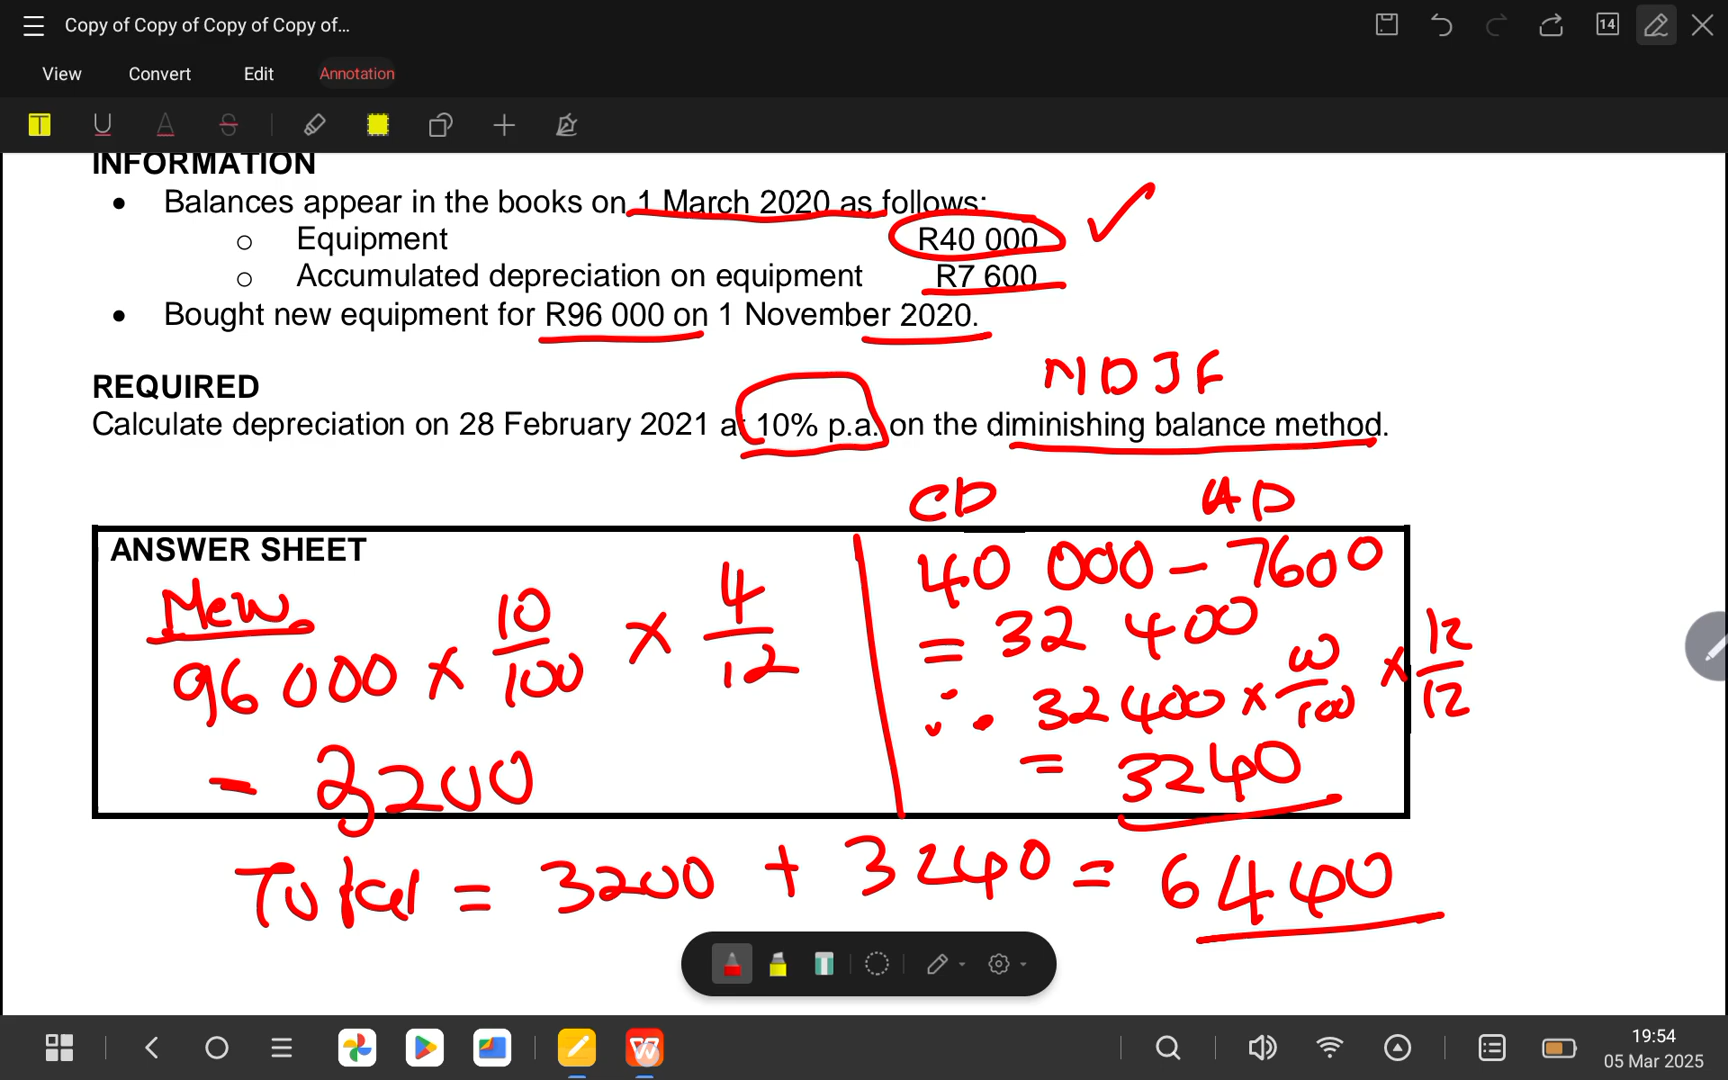 Copy of Copy of Copy of Copy of...
14
View Convert Edit Annotation
T U A S
INFORMATION
• Balances appear in the books on 1 March 2020 as follows:
○ Equipment R40 000
○ Accumulated depreciation on equipment R7 600
• Bought new equipment for R96 000 on 1 November 2020.
N D J F
REQUIRED
Calculate depreciation on 28 February 2021 at 10% p.a. on the diminishing balance method.
AD
ANSWER SHEET
New
96 000 × 10/100 × 4/12
= 3200
40 000 - 7600
= 32 400
∴ 32400 × 10/100 × 12/12
= 3240
Total = 3200 + 3240 = 6440
19:54
05 Mar 2025